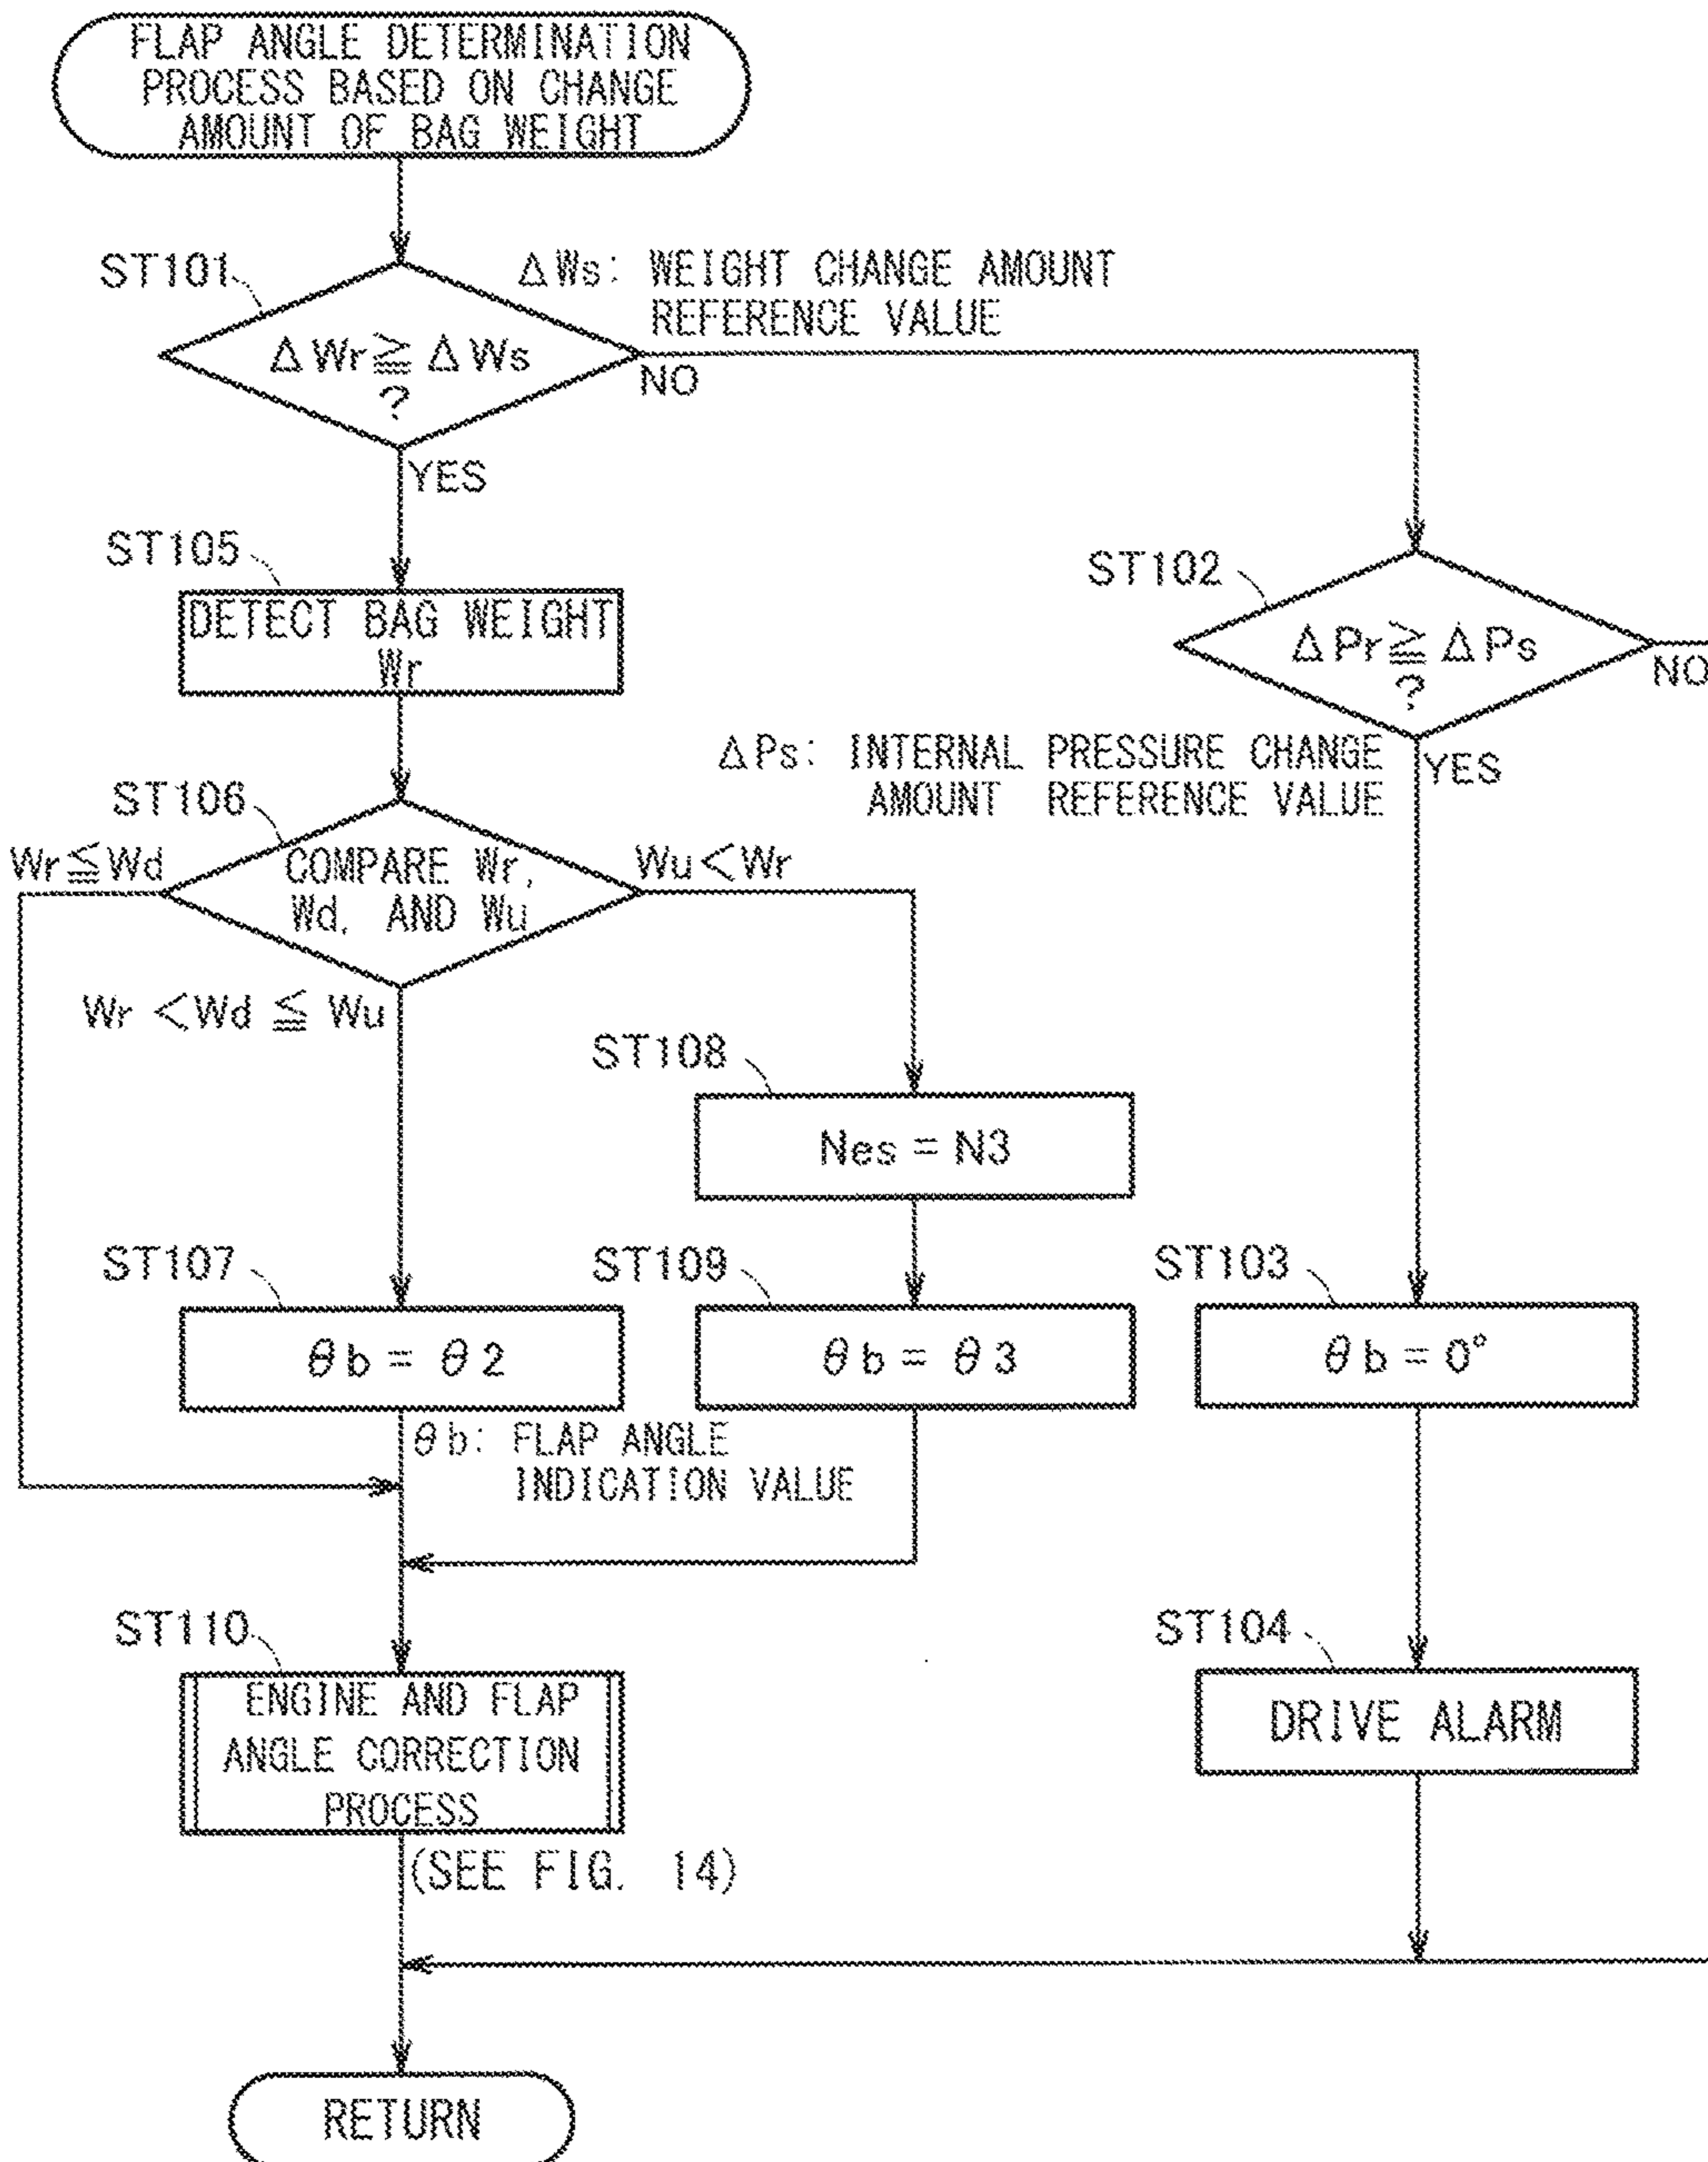 FLAP ANGLE DETERMINATION
PROCESS BASED ON CHANGE
AMOUNT OF BAG WEIGHT
ST101
ΔWs: WEIGHT CHANGE AMOUNT
REFERENCE VALUE
ΔWr≧ΔWs
?
NO
YES
ST105
DETECT BAG WEIGHT
Wr
ST102
ΔPr≧ΔPs
?
NO
YES
ΔPs: INTERNAL PRESSURE CHANGE
AMOUNT REFERENCE VALUE
ST106
Wr≦Wd
COMPARE Wr,
Wd, AND Wu
Wu<Wr
Wr <Wd ≦ Wu
ST108
Nes = N3
ST107
θb = θ2
ST109
θb = θ3
ST103
θb = 0°
θb: FLAP ANGLE
INDICATION VALUE
ST110
ENGINE AND FLAP
ANGLE CORRECTION
PROCESS
(SEE FIG. 14)
ST104
DRIVE ALARM
RETURN